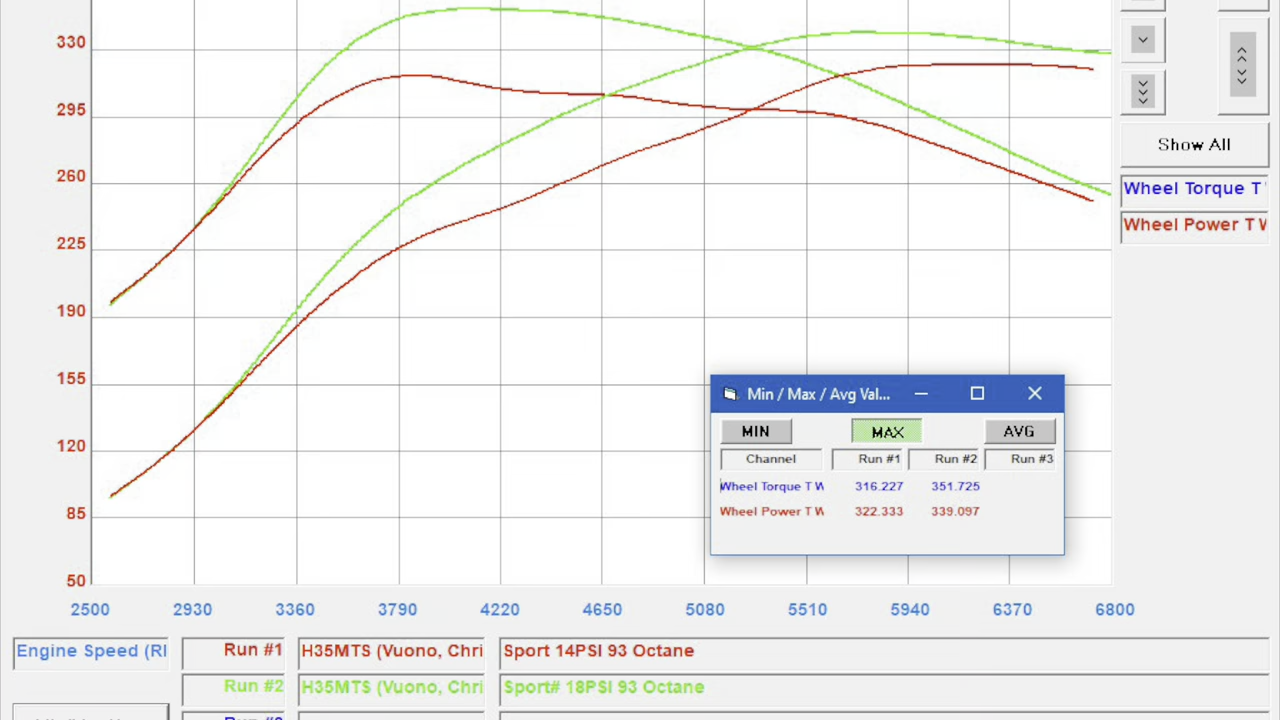 330
295
260
225
190
155
120
85
50
2500 2930 3360 3790 4220 4650 5080 5510 5940 6370 6800
Show All
Wheel Torque T
Wheel Power T W
Min / Max / Avg Val...
MIN MAX AVG
Channel Run #1 Run #2 Run #3
Wheel Torque T W 316.227 351.725
Wheel Power T W 322.333 339.097
Engine Speed (RI Run #1 H35MTS (Vuono, Chri Sport 14PSI 93 Octane
Run #2 H35MTS (Vuono, Chri Sport# 18PSI 93 Octane